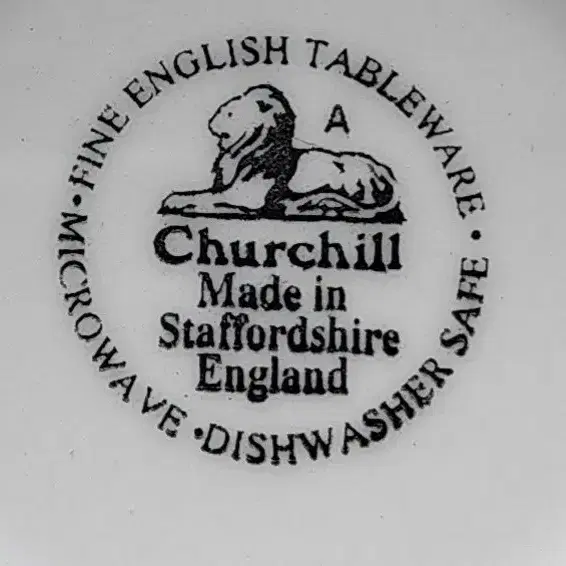 • FINE ENGLISH TABLEWARE •
A
Churchill
Made in
Staffordshire
England
MICROWAVE • DISHWASHER SAFE